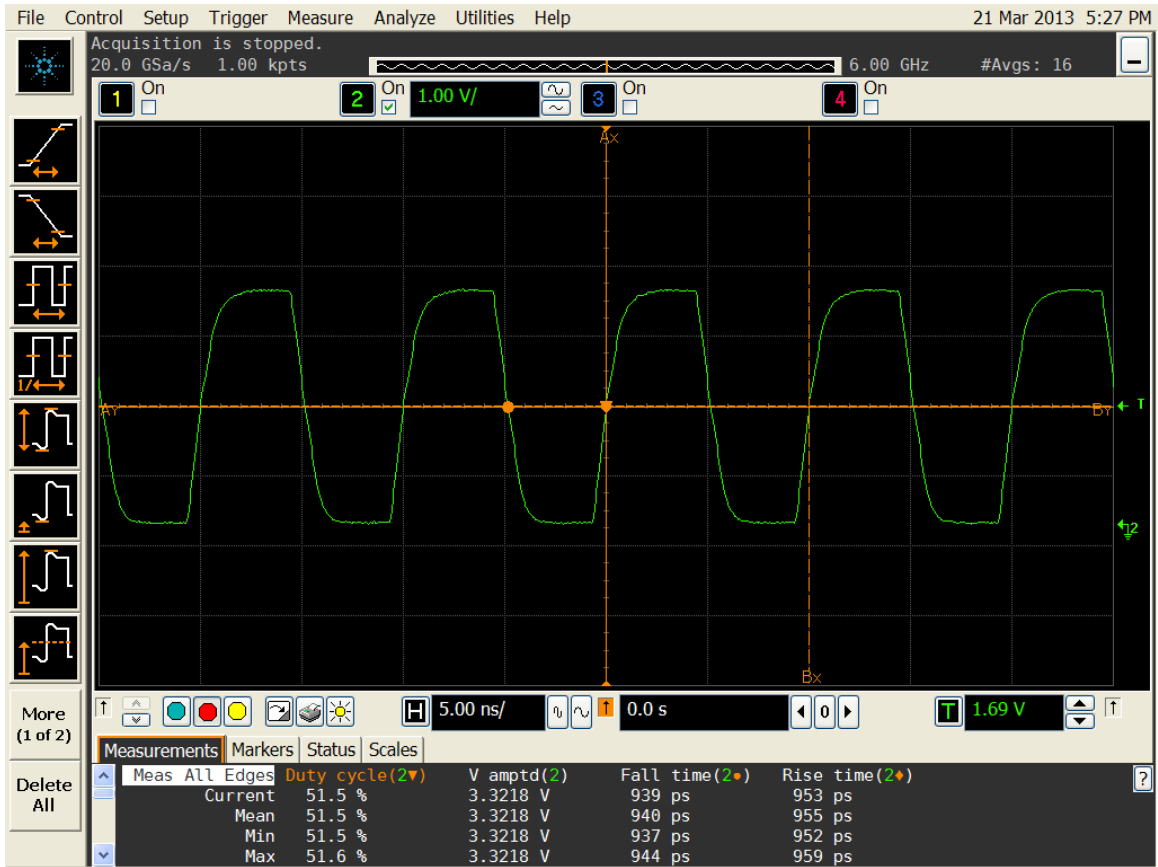 File Control Setup Trigger Measure Analyze Utilities Help 21 Mar 2013 5:27 PM
Acquisition is stopped.
20.0 GSa/s 1.00 kpts 6.00 GHz #Avgs: 16
1 On 2 On 1.00 V/ 3 On 4 On
Ax
1/
Ay By T
2
Bx
More
(1 of 2)
Delete
All
H 5.00 ns/ 0.0 s 0 T 1.69 V
Measurements Markers Status Scales
Meas All Edges Duty cycle(2▼) V amptd(2) Fall time(2●) Rise time(2♦) ?
Current 51.5 % 3.3218 V 939 ps 953 ps
Mean 51.5 % 3.3218 V 940 ps 955 ps
Min 51.5 % 3.3218 V 937 ps 952 ps
Max 51.6 % 3.3218 V 944 ps 959 ps